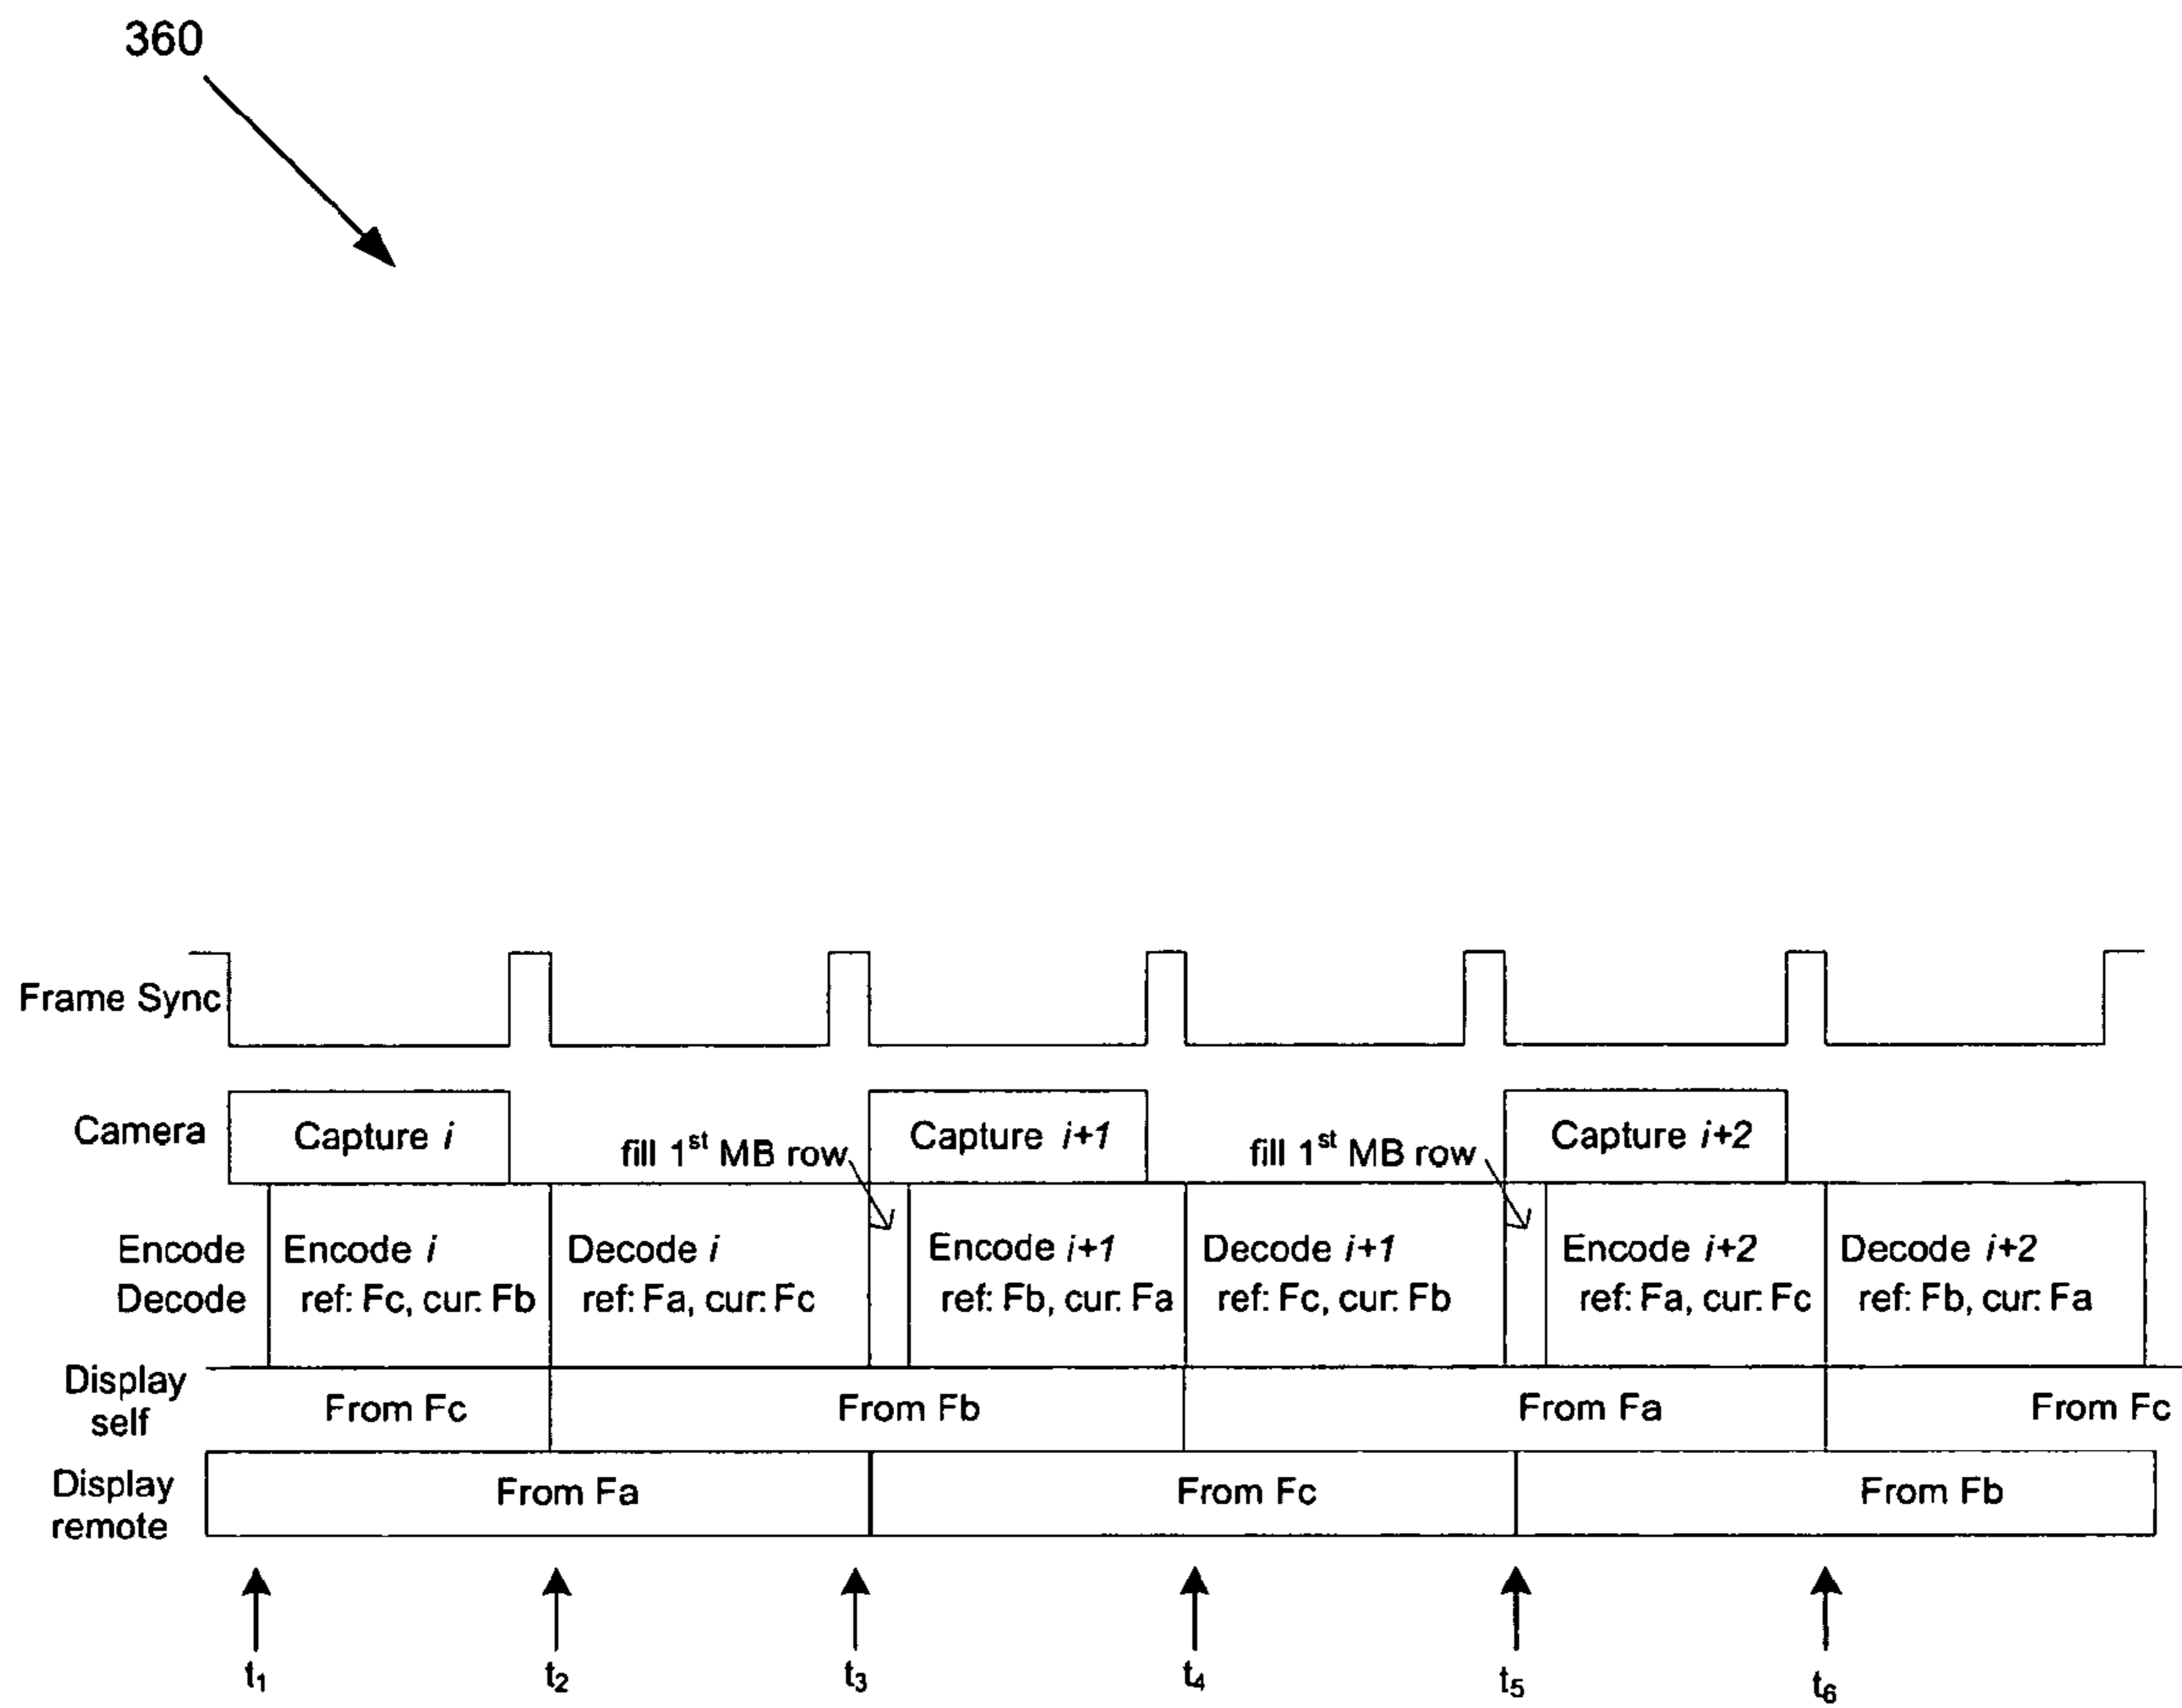 360
Frame Sync
Camera
Capture i
fill 1st MB row
Capture i+1
fill 1st MB row
Capture i+2
Encode
Decode
Encode i
ref: Fc, cur: Fb
Decode i
ref: Fa, cur: Fc
Encode i+1
ref: Fb, cur: Fa
Decode i+1
ref: Fc, cur: Fb
Encode i+2
ref: Fa, cur: Fc
Decode i+2
ref: Fb, cur: Fa
Display
self
From Fc
From Fb
From Fa
From Fc
Display
remote
From Fa
From Fc
From Fb
t1
t2
t3
t4
t5
t6